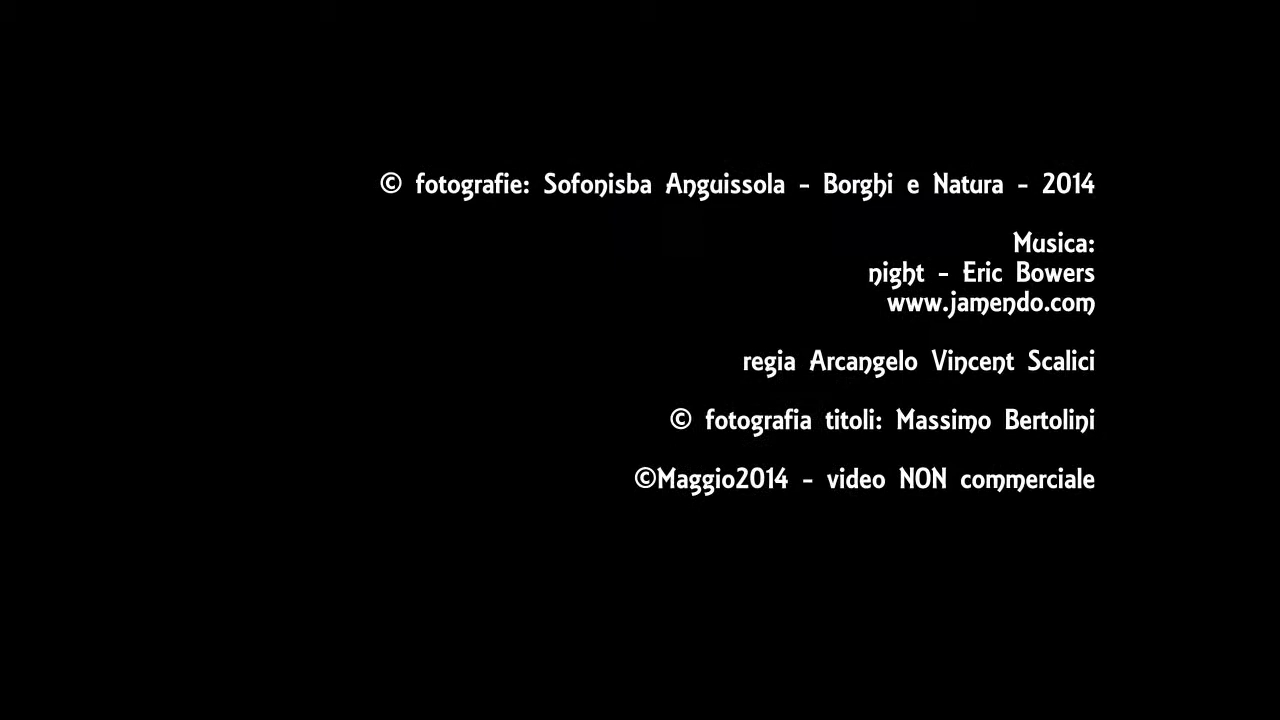 © fotografie: Sofonisba Anguissola - Borghi e Natura - 2014
Musica:
night - Eric Bowers
www.jamendo.com
regia Arcangelo Vincent Scalici
© fotografia titoli: Massimo Bertolini
©Maggio2014 - video NON commerciale